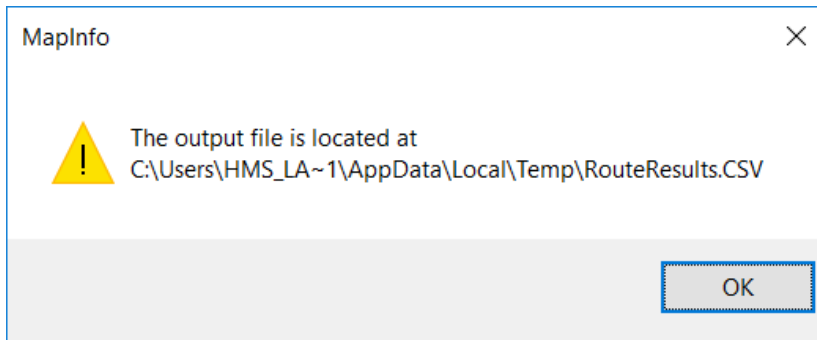 MapInfo
The output file is located at
C:\Users\HMS_LA~1\AppData\Local\Temp\RouteResults.CSV
OK